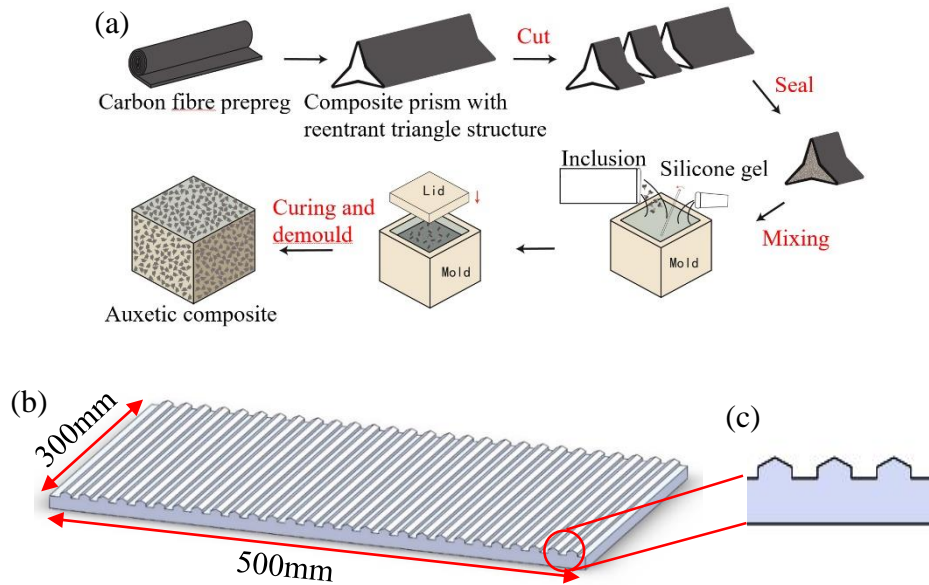 (a)
Cut
Carbon fibre prepreg
Composite prism with
reentrant triangle structure
Seal
Inclusion
Silicone gel
Lid
Mold
Mixing
Mold
Curing and
demould
Auxetic composite
(b)
300mm
500mm
(c)